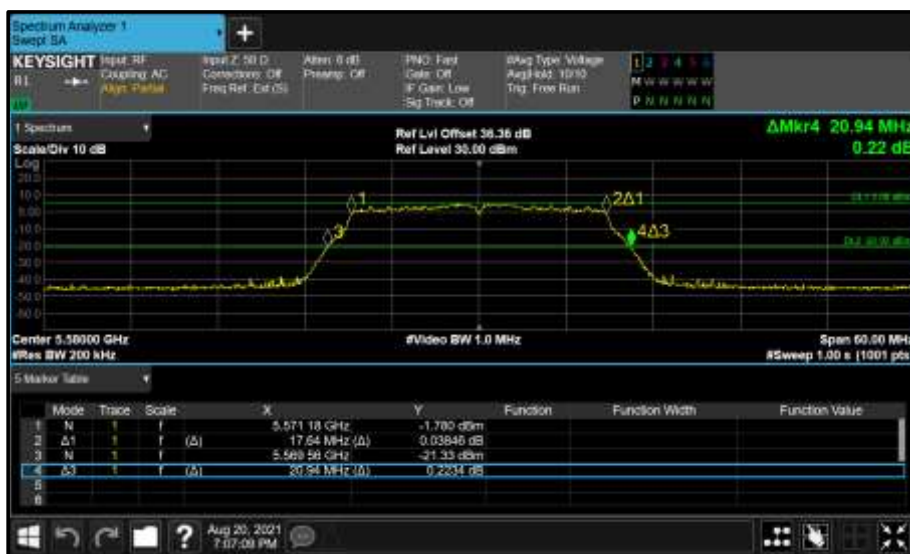 Spectrum Analyzer 1
Swept SA
+
KEYSIGHT
Input: RF
Coupling: AC
Align: Partial
Input Z: 50 Ω
Corrections: Off
Freq Ref: Ext (S)
Atten: 6 dB
Preamp: Off
PNO: Fast
Gate: Off
IF Gain: Low
Sig Track: Off
#Avg Type: Voltage
Avg|Hold: 10/10
Trig: Free Run
1 2 3 4 5 6
M W W W W W
P N N N N N
1 Spectrum
Scale/Div 10 dB
Ref Lvl Offset 36.36 dB
Ref Level 30.00 dBm
ΔMkr4 20.94 MHz
0.22 dB
Log
20.0
10.0
0.00
-10.0
-20.0
-30.0
-40.0
-50.0
-60.0
1
2Δ1
3
4Δ3
Center 5.58000 GHz
#Res BW 200 kHz
#Video BW 1.0 MHz
Span 60.00 MHz
#Sweep 1.00 s (1001 pts
5 Marker Table
Mode Trace Scale X Y Function Function Width Function Value
1 N 1 f 5.571 18 GHz -1.780 dBm
2 Δ1 1 f (Δ) 17.64 MHz (Δ) 0.03846 dB
3 N 1 f 5.569 56 GHz -21.33 dBm
4 Δ3 1 f (Δ) 20.94 MHz (Δ) 0.2234 dB
5
6
?
Aug 20, 2021
7:07:09 PM